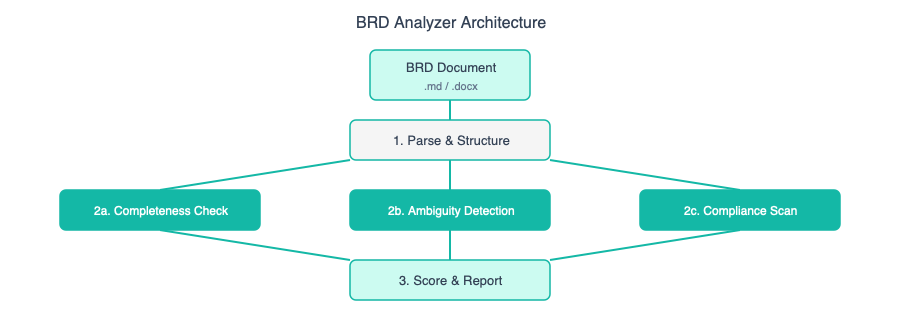 BRD Analyzer Architecture
BRD Document
.md / .docx
1. Parse & Structure
2a. Completeness Check
2b. Ambiguity Detection
2c. Compliance Scan
3. Score & Report